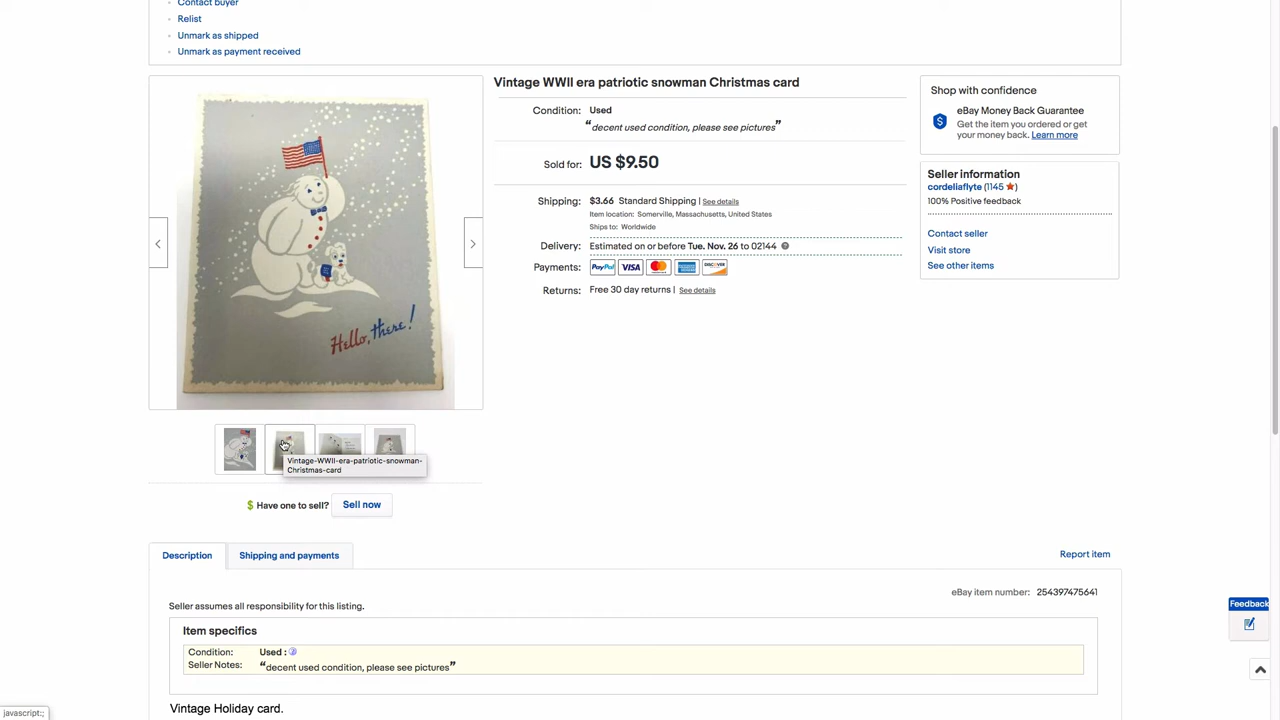 Contact buyer
Relist
Unmark as shipped
Unmark as payment received
Hello, there!
Vintage WWII era patriotic snowman Christmas card
Condition: Used
“decent used condition, please see pictures”
Sold for: US $9.50
Shipping: $3.66 Standard Shipping | See details
Item location: Somerville, Massachusetts, United States
Ships to: Worldwide
Delivery: Estimated on or before Tue. Nov. 26 to 02144
Payments: PayPal VISA DISCOVER
Returns: Free 30 day returns | See details
Shop with confidence
eBay Money Back Guarantee
Get the item you ordered or get
your money back. Learn more
Seller information
cordeliaflyte (1145)
100% Positive feedback
Contact seller
Visit store
See other items
Vintage-WWII-era-patriotic-snowman-
Christmas-card
Have one to sell? Sell now
Description Shipping and payments Report item
eBay item number: 254397475641
Seller assumes all responsibility for this listing.
Item specifics
Condition: Used :
Seller Notes: “decent used condition, please see pictures”
Vintage Holiday card.
Feedback
javascript:;